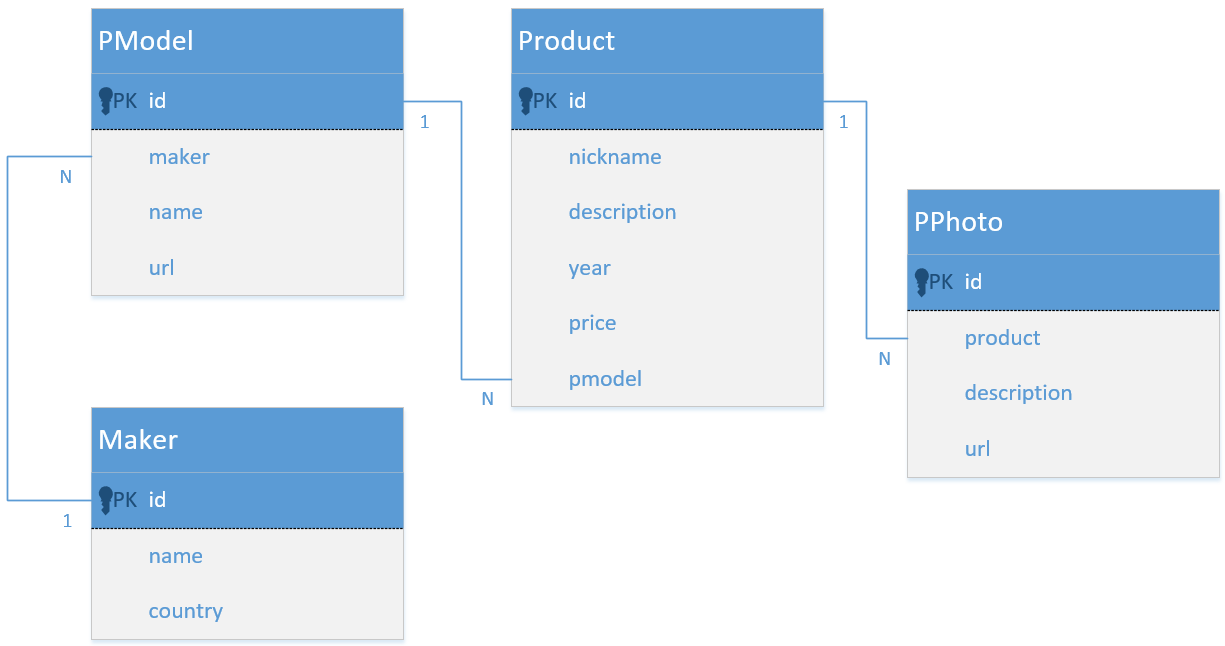 PModel
PK id
maker
name
url
1
N
Product
PK id
nickname
description
year
price
pmodel
N
1
PPhoto
PK id
product
description
url
N
Maker
PK id
name
country
1